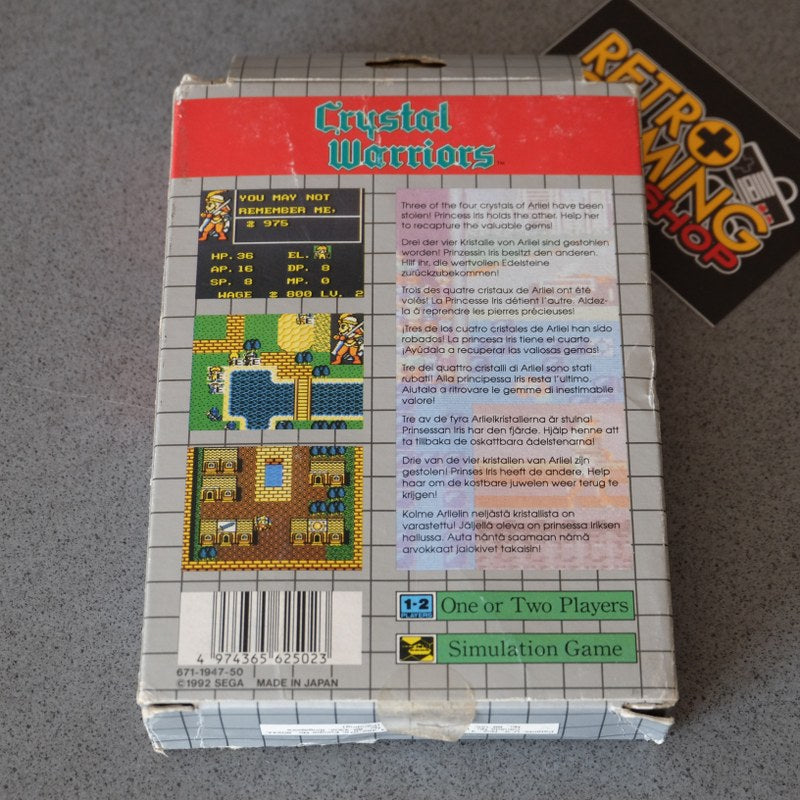 RETRO
GAMING
SHOP
Crystal
Warriors™
YOU MAY NOT
REMEMBER ME,
975
HP. 36 EL.
AP. 16 DP. 8
SP. 8 MP. 0
WAGE 800 LV. 2
Three of the four crystals of Arliel have been
stolen! Princess Iris holds the other. Help her
to recapture the valuable gems!
Drei der vier Kristalle von Arliel sind gestohlen
worden! Prinzessin Iris besitzt den anderen.
Hilf ihr, die wertvollen Edelsteine
zurückzubekommen!
Trois des quatre cristaux de Arliel ont été
volés! La Princesse Iris détient l'autre. Aidez-
la à reprendre les pierres précieuses!
¡Tres de los cuatro cristales de Arliel han sido
robados! La princesa Iris tiene el cuarto.
¡Ayúdala a recuperar las valiosas gemas!
Tre dei quattro cristalli di Arliel sono stati
rubati! Alla principessa Iris resta l'ultimo.
Aiutala a ritrovare le gemme di inestimabile
valore!
Tre av de fyra Arlielkristallerna är stulna!
Prinsessan Iris har den fjärde. Hjälp henne att
ta tillbaka de oskattbara ädelstenarna!
Drie van de vier kristallen van Arliel zijn
gestolen! Prinses Iris heeft de andere. Help
haar om de kostbare juwelen weer terug te
krijgen!
Kolme Arlielin neljästä kristallista on
varastettu! Jäljellä oleva on prinsessa Iriksen
hallussa. Auta häntä saamaan nämä
arvokkaat jalokivet takaisin!
1-2
PLAYERS
One or Two Players
Simulation Game
4 974365 625023
671-1947-50
©1992 SEGA MADE IN JAPAN